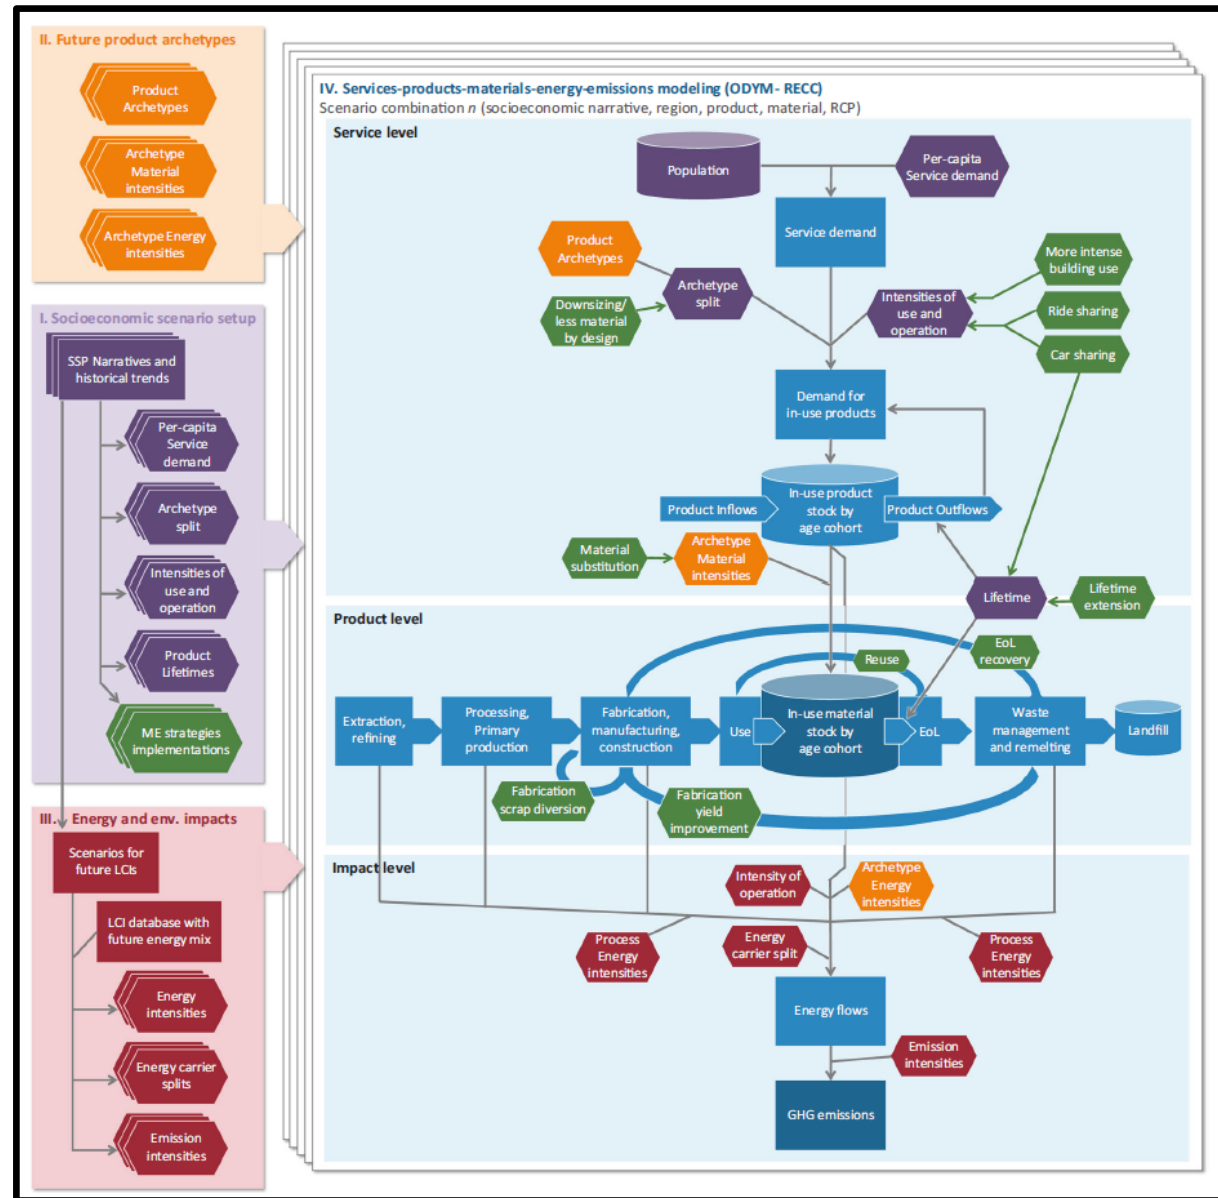 II. Future product archetypes
Product
Archetypes
Archetype
Material
intensities
Archetype Energy
intensities
I. Socioeconomic scenario setup
SSP Narratives and
historical trends
Per-capita
Service
demand
Archetype
split
Intensities of
use and
operation
Product
Lifetimes
ME strategies
implementations
III. Energy and env. impacts
Scenarios for
future LCIs
LCI database with
future energy mix
Energy
intensities
Energy carrier
splits
Emission
intensities
IV. Services-products-materials-energy-emissions modeling (ODYM- RECC)
Scenario combination n (socioeconomic narrative, region, product, material, RCP)
Service level
Population
Per-capita
Service demand
Service demand
Product
Archetypes
Archetype
split
Downsizing/
less material
by design
Intensities of
use and
operation
More intense
building use
Ride sharing
Car sharing
Demand for
in-use products
Product Inflows
In-use product
stock by
age cohort
Product Outflows
Material
substitution
Archetype
Material
intensities
Lifetime
Lifetime
extension
Product level
EoL
recovery
Reuse
Extraction,
refining
Processing,
Primary
production
Fabrication,
manufacturing,
construction
Use
In-use material
stock by
age cohort
EoL
Waste
management
and remelting
Landfill
Fabrication
scrap diversion
Fabrication
yield
improvement
Impact level
Intensity of
operation
Archetype
Energy
intensities
Process
Energy
intensities
Energy
carrier split
Process
Energy
intensities
Energy flows
Emission
intensities
GHG emissions